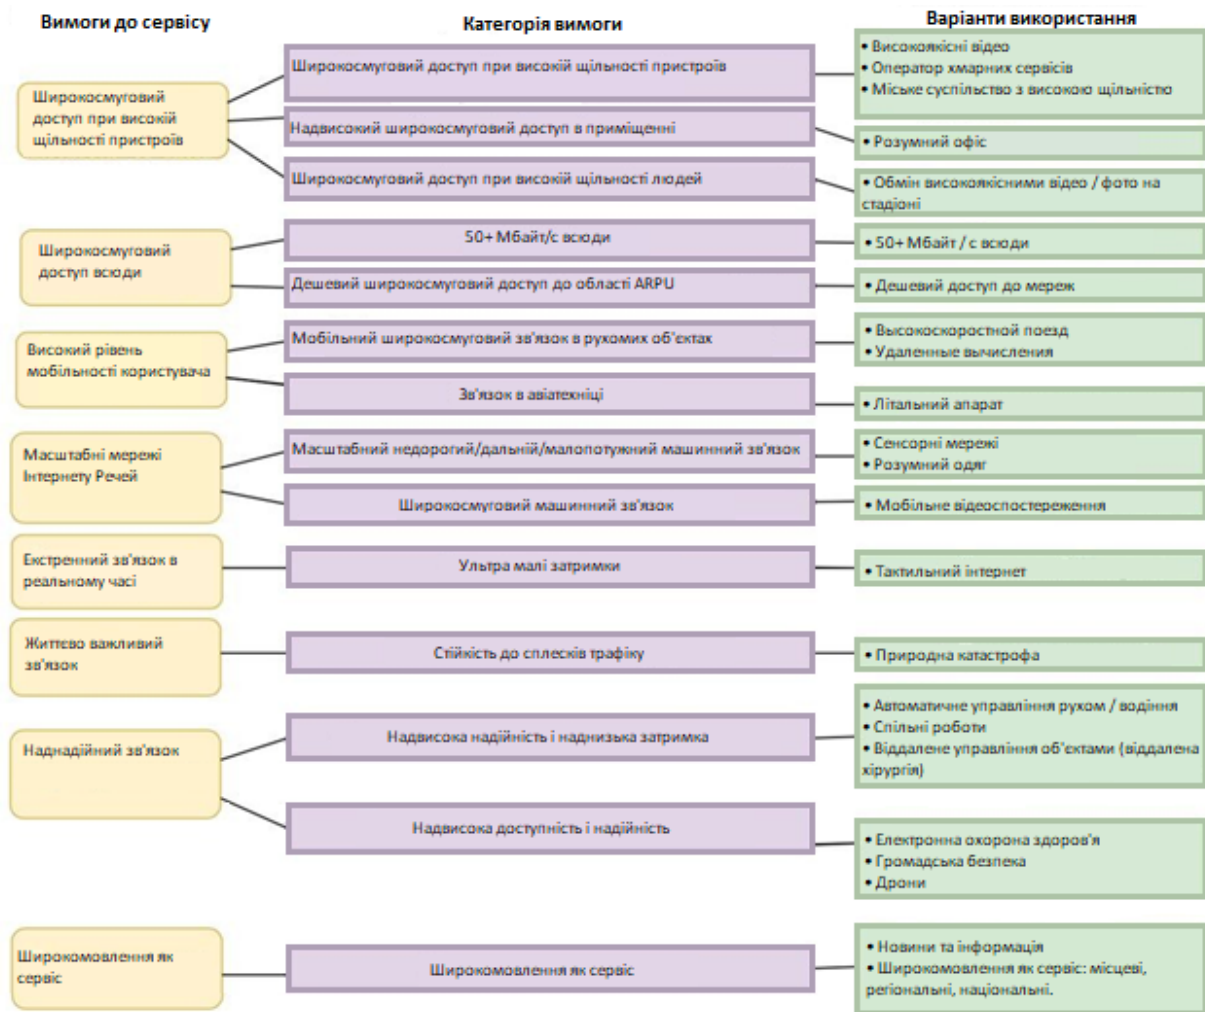 Вимоги до сервісу
Категорія вимоги
Варіанти використання
Широкосмуговий
доступ при високій
щільності пристроїв
Широкосмуговий доступ при високій щільності пристроїв
• Високоякісні відео
• Оператор хмарних сервісів
• Міське суспільство з високою щільністю
Надвисокий широкосмуговий доступ в приміщенні
• Розумний офіс
Широкосмуговий доступ при високій щільності людей
• Обмін високоякісними відео / фото на
стадіоні
Широкосмуговий
доступ всюди
50+ Мбайт/с всюди
• 50+ Мбайт / с всюди
Дешевий широкосмуговий доступ до області ARPU
• Дешевий доступ до мереж
Високий рівень
мобільності користувача
Мобільний широкосмуговий зв'язок в рухомих об'єктах
• Высокоскоростной поезд
• Удаленные вычисления
Зв'язок в авіатехніці
• Літальний апарат
Масштабні мережі
Інтернету Речей
Масштабний недорогий/дальній/малопотужний машинний зв'язок
• Сенсорні мережі
• Розумний одяг
Широкосмуговий машинний зв'язок
• Мобільне відеоспостереження
Екстренний зв'язок в
реальному часі
Ультра малі затримки
• Тактильний інтернет
Життєво важливий
зв'язок
Стійкість до сплесків трафіку
• Природна катастрофа
Наднадійний зв'язок
Надвисока надійність і наднизька затримка
• Автоматичне управління рухом / водіння
• Спільні роботи
• Віддалене управління об'єктами (віддалена
хірургія)
Надвисока доступність і надійність
• Електронна охорона здоров'я
• Громадська безпека
• Дрони
Широкомовлення як
сервіс
Широкомовлення як сервіс
• Новини та інформація
• Широкомовлення як сервіс: місцеві,
регіональні, національні.